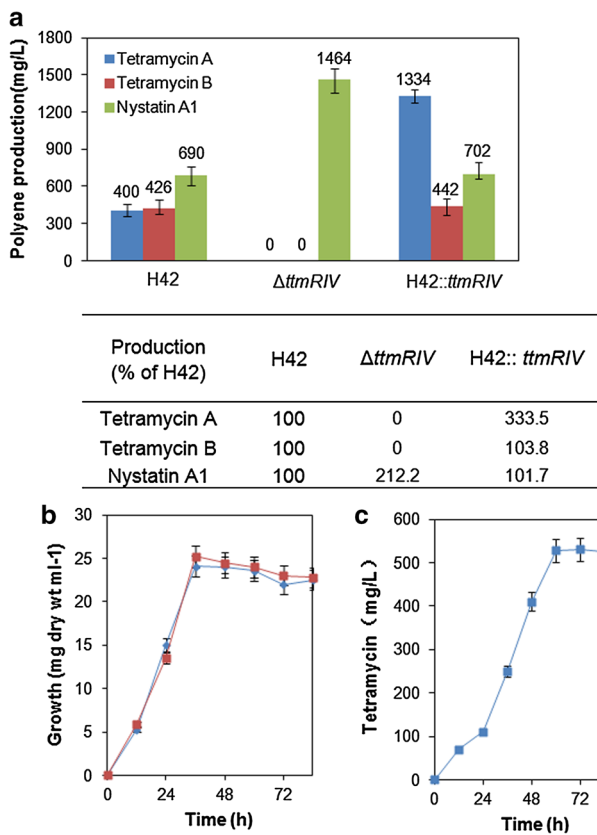 a
Polyene production(mg/L)
1800
1500
1200
900
600
300
0
Tetramycin A
Tetramycin B
Nystatin A1
400
426
690
0
0
1464
1334
442
702
H42
ΔttmRIV
H42::ttmRIV
Production (% of H42) H42 ΔttmRIV H42:: ttmRIV
Tetramycin A 100 0 333.5
Tetramycin B 100 0 103.8
Nystatin A1 100 212.2 101.7
b
Growth (mg dry wt ml-1)
30
25
20
15
10
5
0
0 24 48 72
Time (h)
c
Tetramycin (mg/L)
600
500
400
300
200
100
0
0 24 48 72
Time (h)